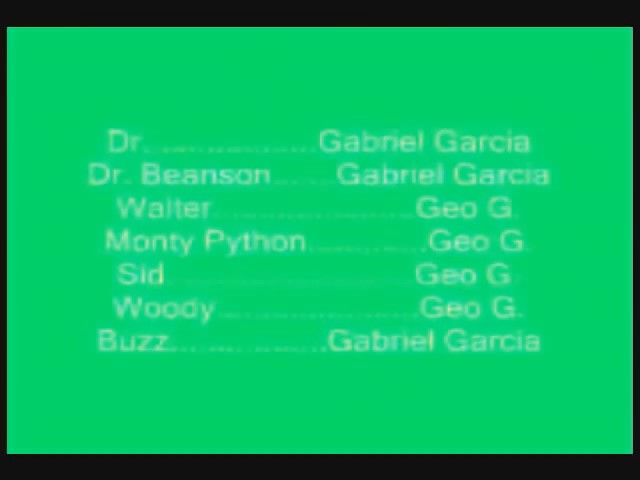 Dr..................Gabriel Garcia
Dr. Beanson.......Gabriel Garcia
Walter......................Geo G.
Monty Python.............Geo G.
Sid...........................Geo G.
Woody......................Geo G.
Buzz.................Gabriel Garcia